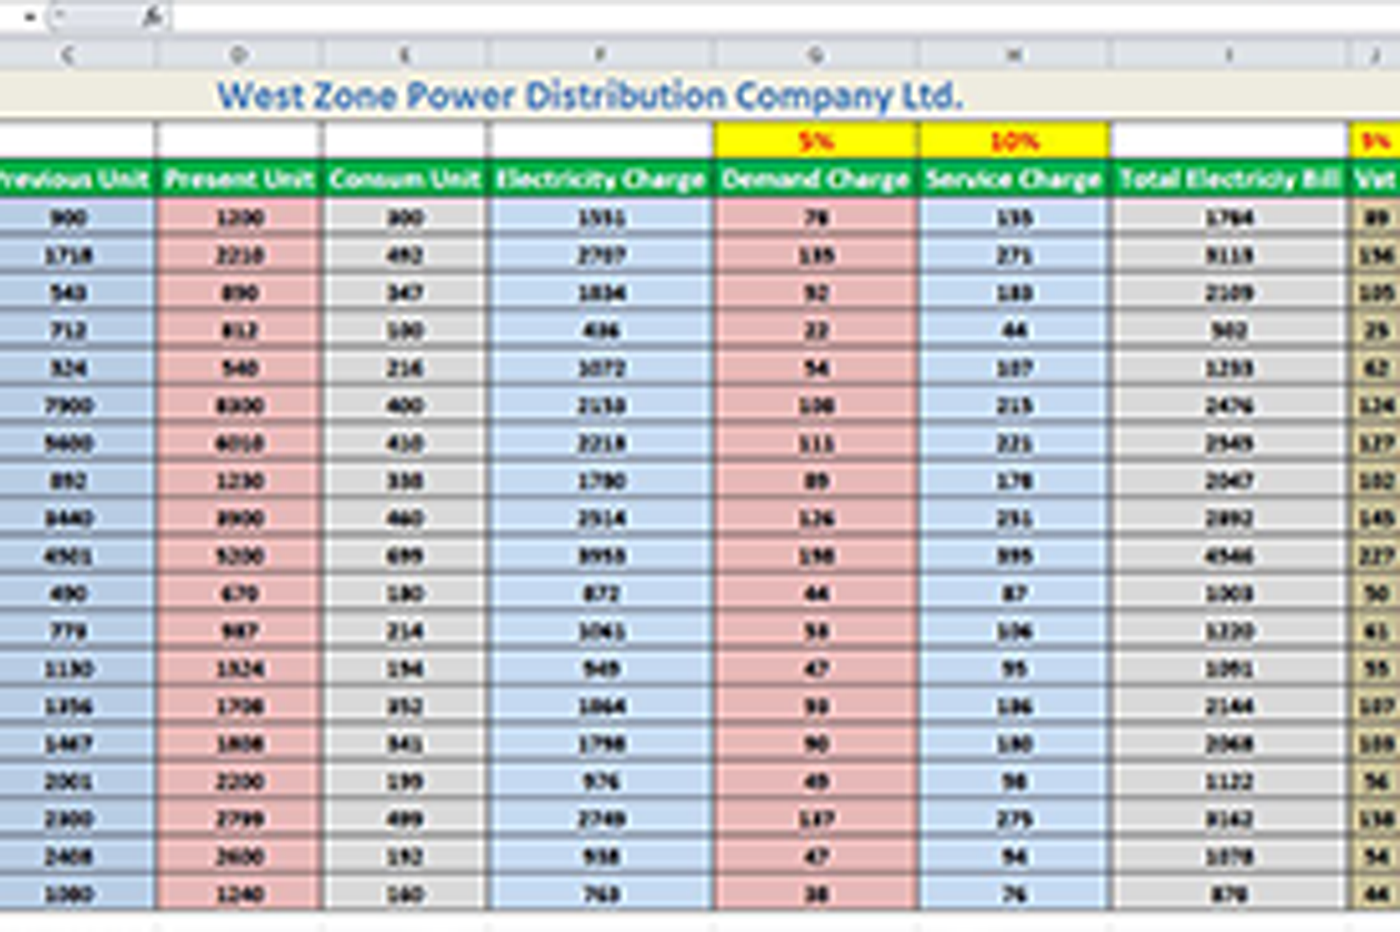 C D E F G H I J
West Zone Power Distribution Company Ltd.
5% 10% 5%
Previous Unit Present Unit Consum Unit Electricity Charge Demand Charge Service Charge Total Electriciy Bill Vat
900 1200 300 1551 78 155 1784 89
1718 2210 492 2707 135 271 3113 156
543 890 347 1834 92 183 2109 105
712 812 100 436 22 44 502 25
324 540 216 1072 54 107 1233 62
7900 8300 400 2153 108 215 2476 124
5600 6010 410 2218 111 221 127
892 1230 338 1780 89 178 2047 102
3440 3900 460 2514 126 251 2892 145
4501 5200 699 3953 198 395 4546 227
490 670 180 872 44 87 1003 50
773 987 214 1061 53 106 1220 61
1130 1324 194 949 47 95 1091 55
1356 1708 352 1864 93 186 2144 107
1467 1808 341 1798 90 180 2068 103
2001 2200 199 976 49 98 1122 56
2300 2799 499 2749 137 275 3162 158
2408 2600 192 938 47 94 1078 54
1080 1240 160 763 38 76 878 44